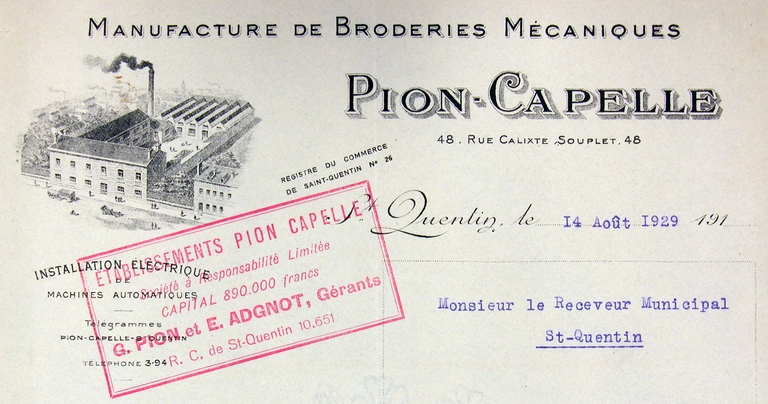 MANUFACTURE DE BRODERIES MÉCANIQUES
PION-CAPELLE
48, RUE CALIXTE SOUPLET, 48
REGISTRE DU COMMERCE
DE SAINT-QUENTIN Nº 26
St Quentin, le 14 Août 1929 191
ETABLISSEMENTS PION CAPELLE
Société à Responsabilité Limitée
CAPITAL 890.000 francs
G. PION et E. ADGNOT, Gérants
R. C. de St-Quentin 10.651
INSTALLATION ÉLECTRIQUE
DE
MACHINES AUTOMATIQUES
Télégrammes
PION-CAPELLE-St QUENTIN
TÉLÉPHONE 3-94
Monsieur le Receveur Municipal
St-Quentin